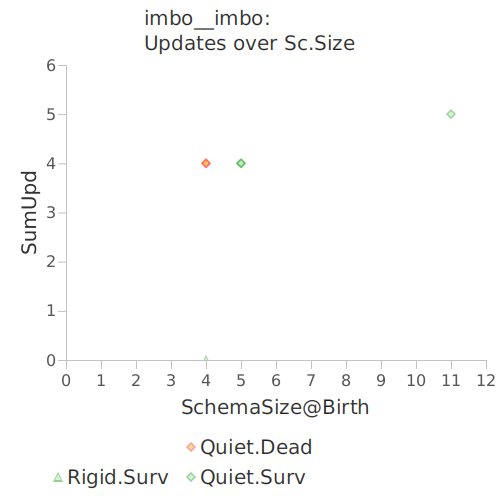 imbo__imbo:
Updates over Sc.Size
6
5
4
3
2
1
0
SumUpd
0 1 2 3 4 5 6 7 8 9 10 11 12
SchemaSize@Birth
Quiet.Dead
Rigid.Surv Quiet.Surv